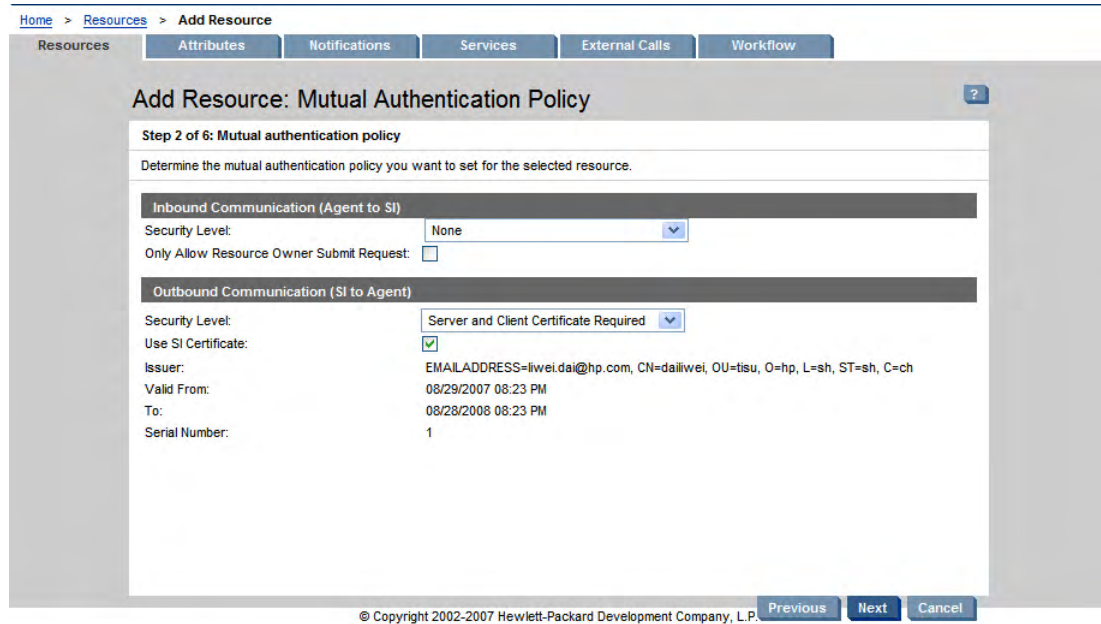 Home > Resources > Add Resource
Resources Attributes Notifications Services External Calls Workflow
Add Resource: Mutual Authentication Policy ?
Step 2 of 6: Mutual authentication policy
Determine the mutual authentication policy you want to set for the selected resource.
Inbound Communication (Agent to SI)
Security Level: None
Only Allow Resource Owner Submit Request:
Outbound Communication (SI to Agent)
Security Level: Server and Client Certificate Required
Use SI Certificate:
Issuer: EMAILADDRESS=liwei.dai@hp.com, CN=dailiwei, OU=tisu, O=hp, L=sh, ST=sh, C=ch
Valid From: 08/29/2007 08:23 PM
To: 08/28/2008 08:23 PM
Serial Number: 1
Previous Next Cancel
© Copyright 2002-2007 Hewlett-Packard Development Company, L.P.